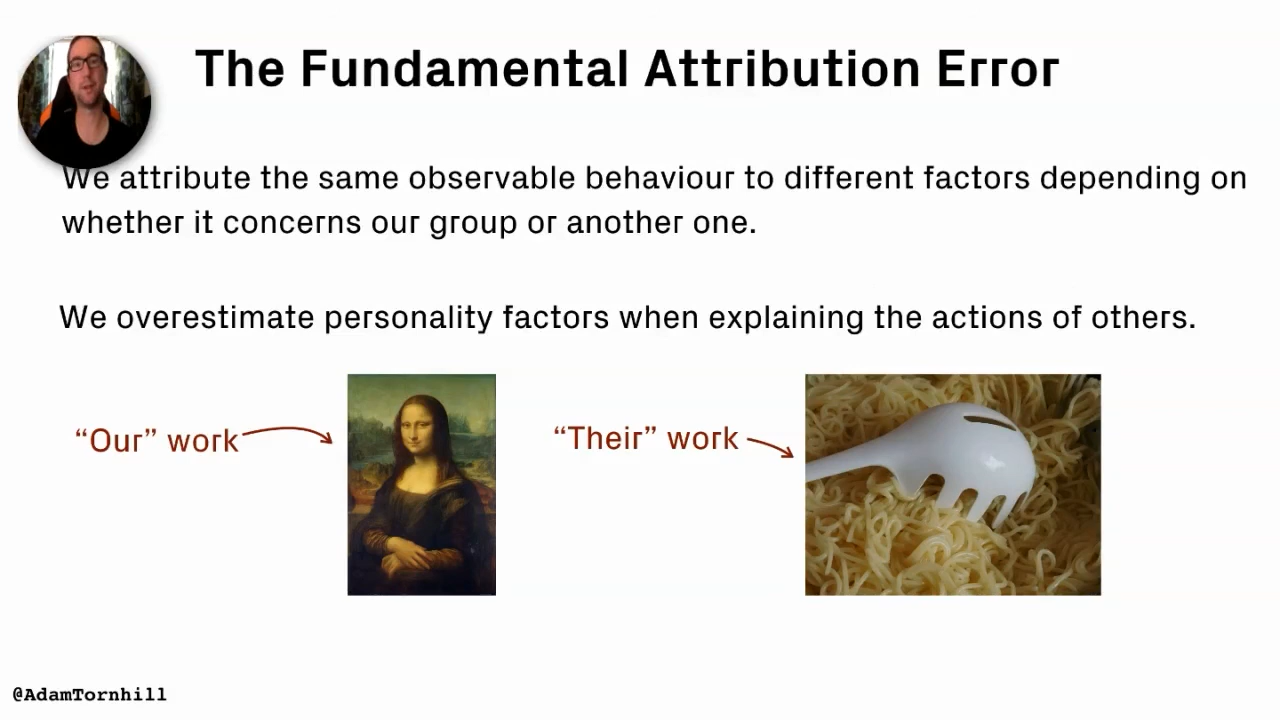 The Fundamental Attribution Error
We attribute the same observable behaviour to different factors depending on
whether it concerns our group or another one.
We overestimate personality factors when explaining the actions of others.
“Our” work
“Their” work
@AdamTornhill